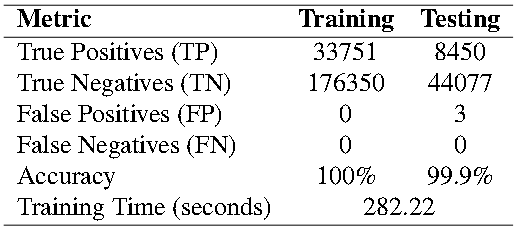 Metric Training Testing
True Positives (TP) 33751 8450
True Negatives (TN) 176350 44077
False Positives (FP) 0 3
False Negatives (FN) 0 0
Accuracy 100% 99.9%
Training Time (seconds) 282.22